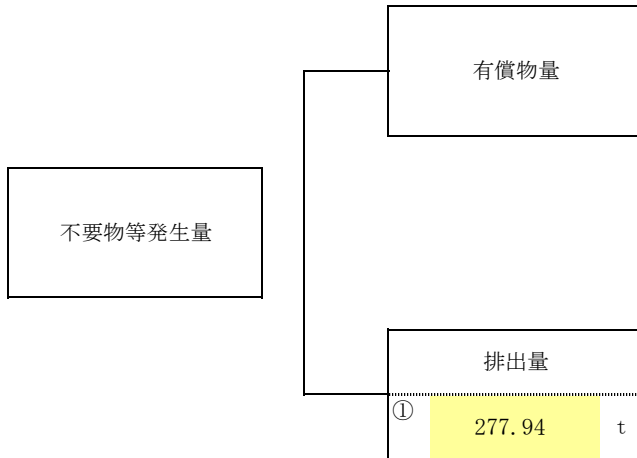 有償物量
不要物等発生量
排出量
①
277.94 t